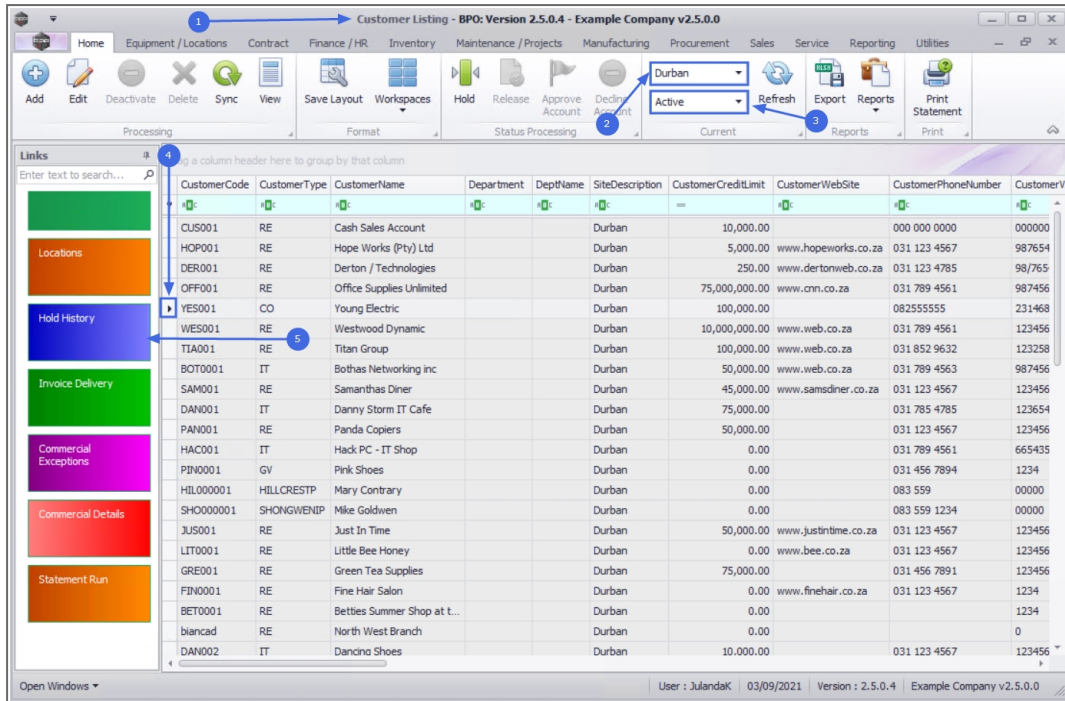 1
Customer Listing - BPO: Version 2.5.0.4 - Example Company v2.5.0.0
Home Equipment / Locations Contract Finance / HR Inventory Maintenance / Projects Manufacturing Procurement Sales Service Reporting Utilities
Add Edit Deactivate Delete Sync View Save Layout Workspaces Hold Release Approve Account Decline Account Durban Refresh Export Reports Print Statement
Active
2 3
Processing Format Status Processing Current Reports Print
Links
4
a column header here to group by that column
Enter text to search...
CustomerCode CustomerType CustomerName Department DeptName SiteDescription CustomerCreditLimit CustomerWebSite CustomerPhoneNumber CustomerV
CUS001 RE Cash Sales Account Durban 10,000.00 000 000 0000 000000
HOP001 RE Hope Works (Pty) Ltd Durban 5,000.00 www.hopeworks.co.za 031 123 4567 987654
DER001 RE Derton / Technologies Durban 250.00 www.dertonweb.co.za 031 123 4785 98/765
OFF001 RE Office Supplies Unlimited Durban 75,000,000.00 www.cnn.co.za 031 789 4561 987456
YES001 CO Young Electric Durban 100,000.00 082555555 231468
WES001 RE Westwood Dynamic Durban 10,000,000.00 www.web.co.za 031 789 4561 123456
TIA001 RE Titan Group Durban 100,000.00 www.web.co.za 031 852 9632 123258
BOT0001 IT Bothas Networking inc Durban 50,000.00 www.web.co.za 031 789 4563 987456
SAM001 RE Samanthas Diner Durban 45,000.00 www.samsdiner.co.za 031 123 4567 123456
DAN001 IT Danny Storm IT Cafe Durban 75,000.00 031 785 4785 123654
PAN001 RE Panda Copiers Durban 50,000.00 031 123 4567 123456
HAC001 IT Hack PC - IT Shop Durban 0.00 031 789 4561 665435
PIN0001 GV Pink Shoes Durban 0.00 031 456 7894 1234
HIL000001 HILLCRESTP Mary Contrary Durban 0.00 083 559 00000
SHO000001 SHONGWENIP Mike Goldwen Durban 0.00 083 559 1234 00000
JUS001 RE Just In Time Durban 50,000.00 www.justintime.co.za 031 123 4567 123456
LIT0001 RE Little Bee Honey Durban 0.00 www.bee.co.za 031 123 4567 123456
GRE001 RE Green Tea Supplies Durban 75,000.00 031 456 7891 123456
FIN0001 RE Fine Hair Salon Durban 0.00 www.finehair.co.za 031 123 4567 1234
BET0001 RE Betties Summer Shop at t... Durban 0.00 1234
biancad RE North West Branch Durban 0.00 0
DAN002 IT Dancing Shoes Durban 10.000.00 031 123 4567 123456
Locations
Hold History
5
Invoice Delivery
Commercial
Exceptions
Commercial Details
Statement Run
Open Windows User : JulandaK 03/09/2021 Version : 2.5.0.4 Example Company v2.5.0.0